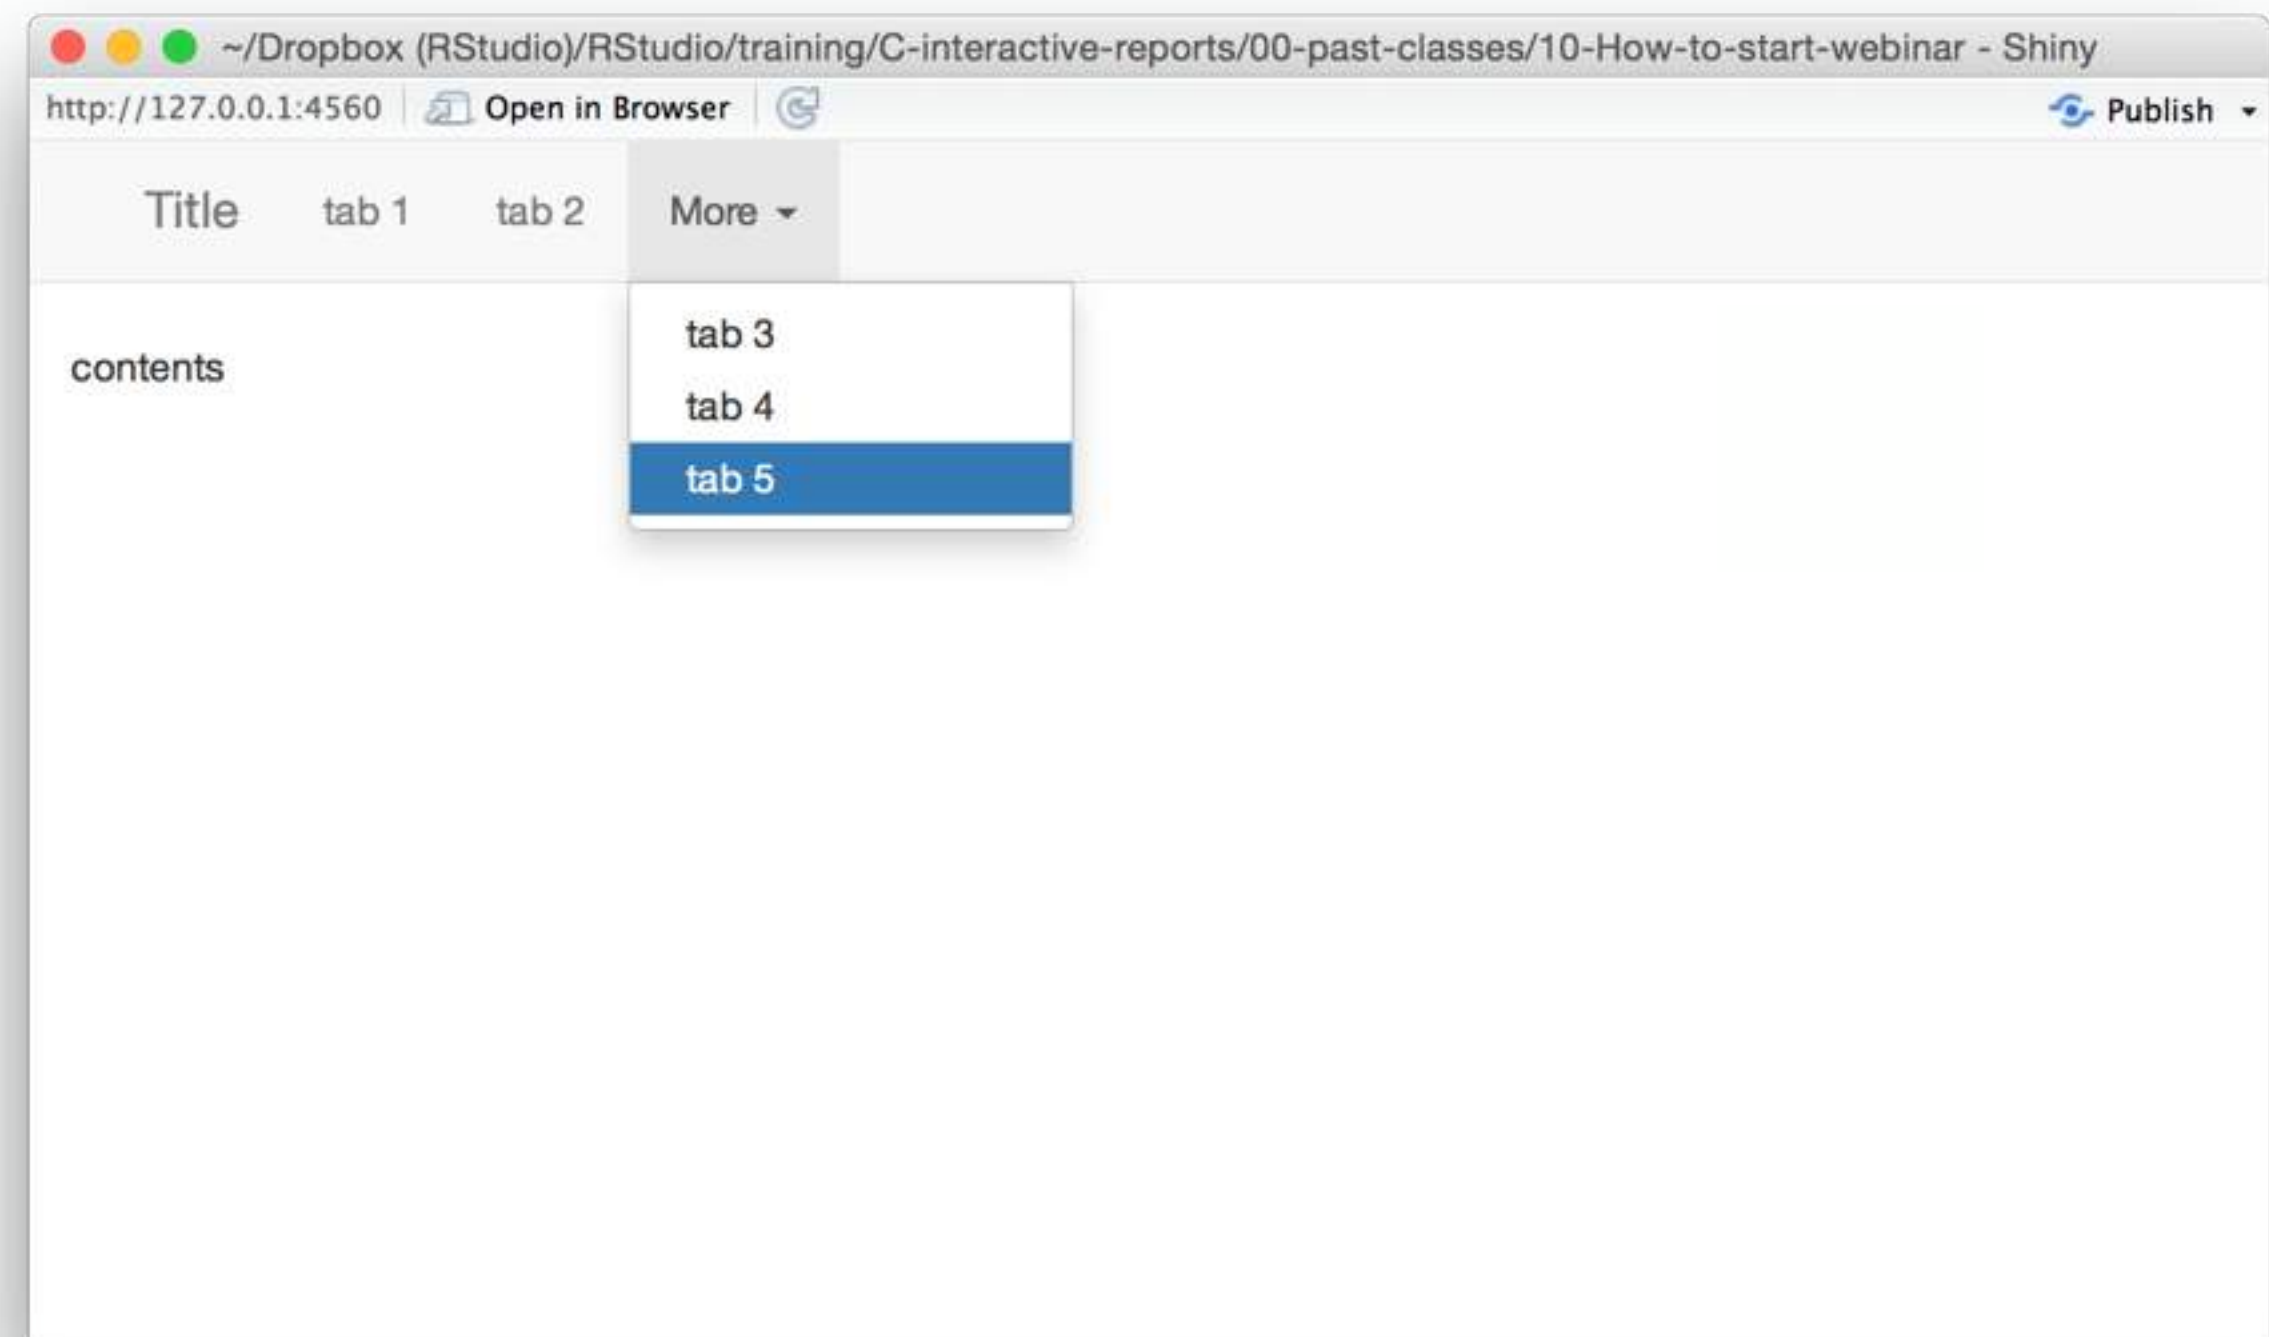 ~/Dropbox (RStudio)/RStudio/training/C-interactive-reports/00-past-classes/10-How-to-start-webinar - Shiny
http://127.0.0.1:4560 Open in Browser Publish
Title tab 1 tab 2 More
tab 3
contents
tab 4
tab 5